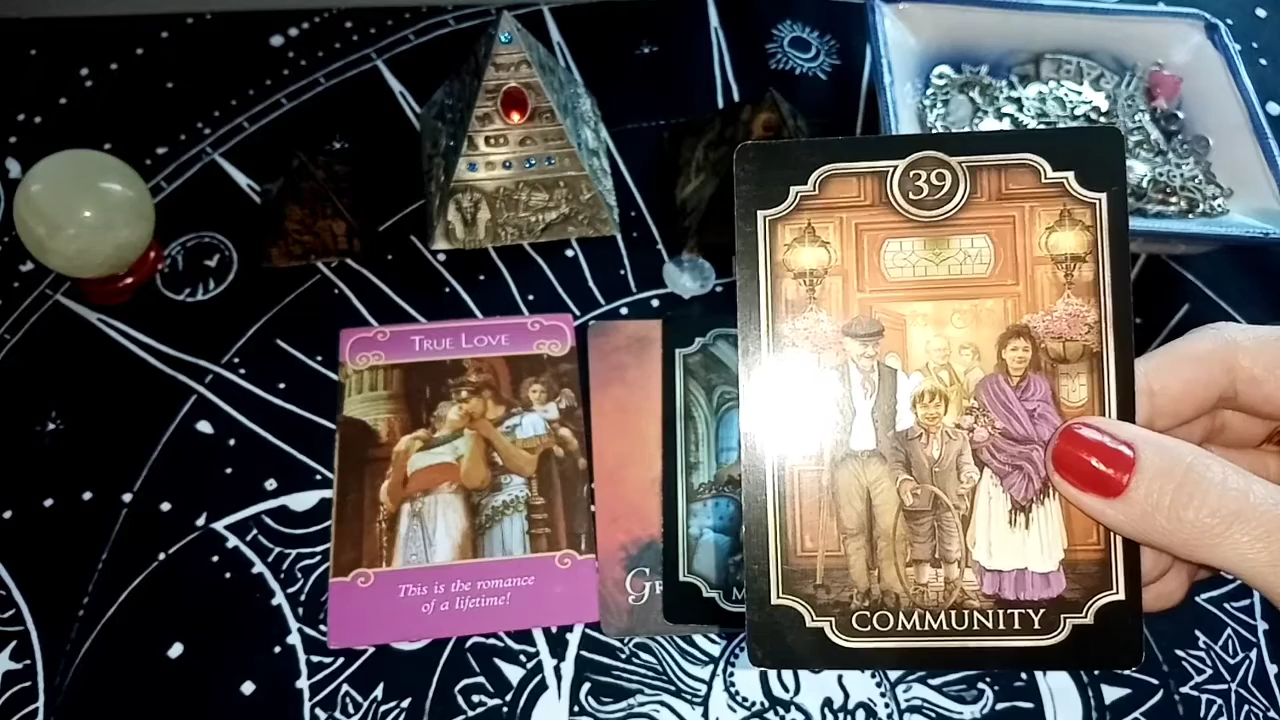 39
TRUE LOVE
This is the romance
of a lifetime!
COMMUNITY